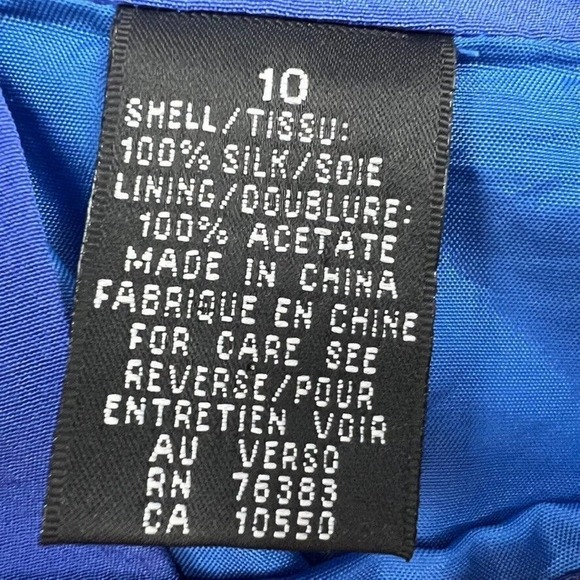 10
SHELL/TISSU:
100% SILK/SOIE
LINING/DOUBLURE:
100% ACETATE
MADE IN CHINA
FABRIQUE EN CHINE
FOR CARE SEE
REVERSE/POUR
ENTRETIEN VOIR
AU VERSO
RN 76383
CA 10550